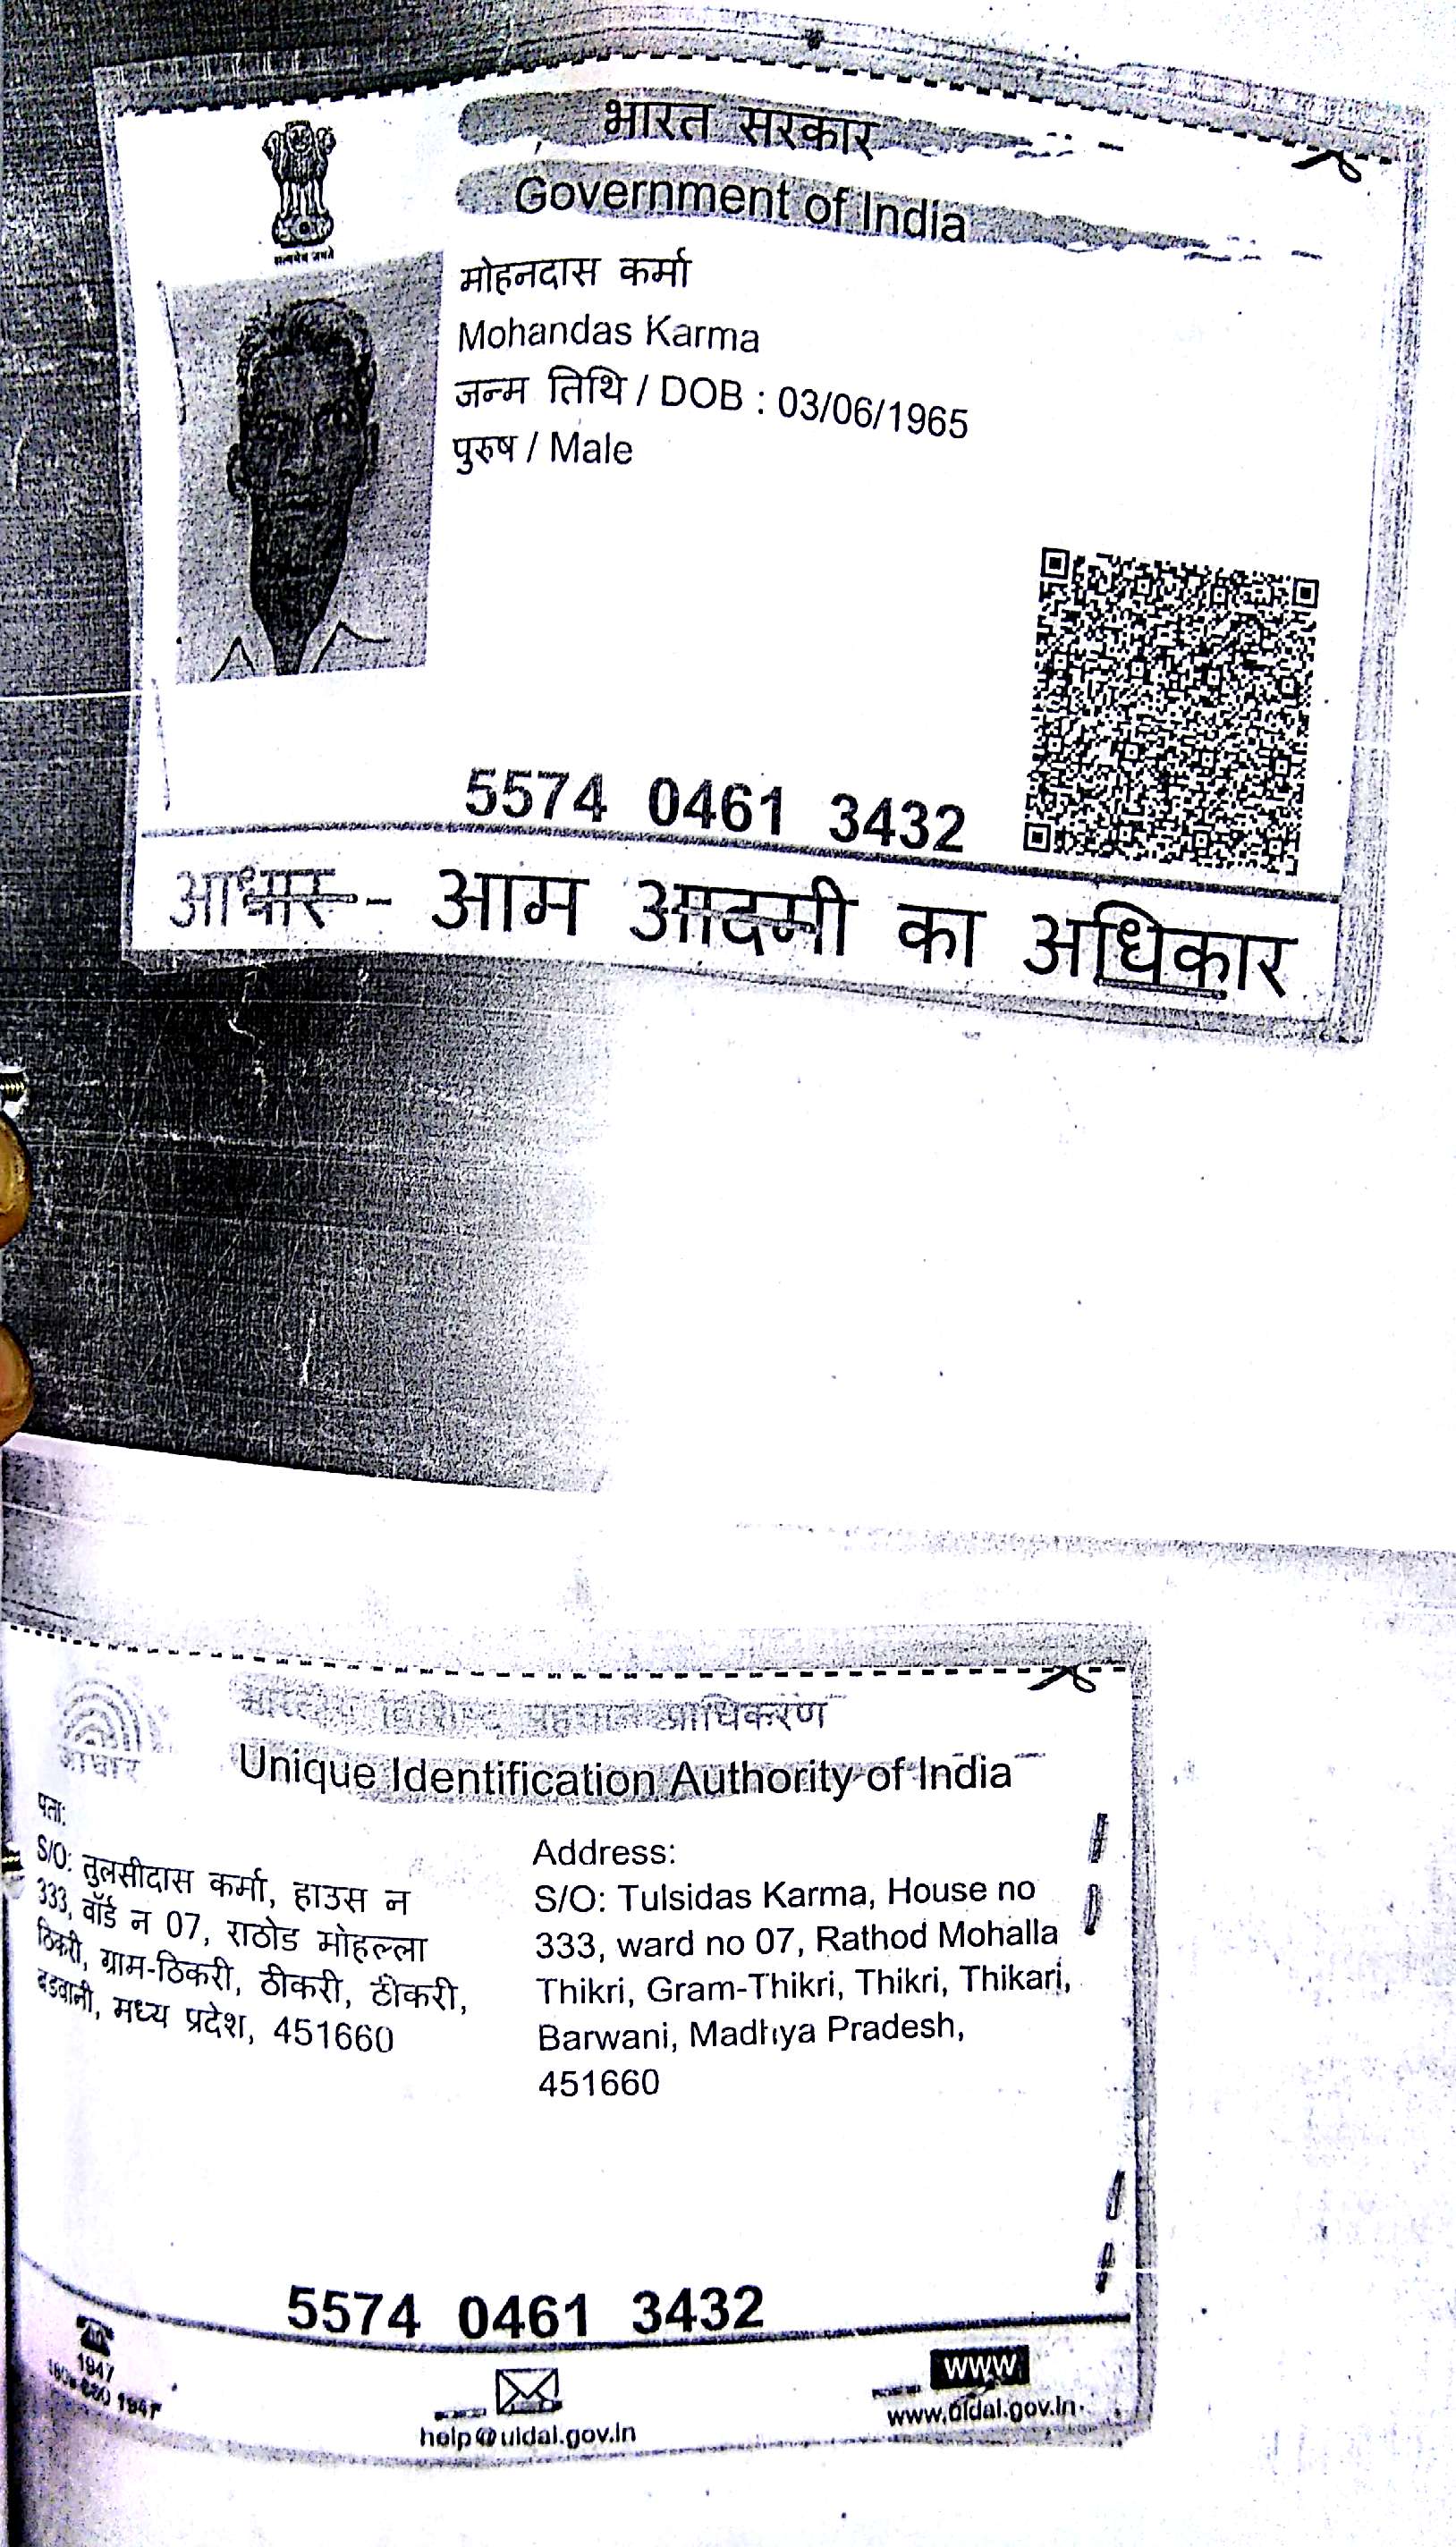 भारत सरकार
Government of India
सत्यमेव जयते
मोहनदास कर्मा
Mohandas Karma
जन्म तिथि / DOB : 03/06/1965
पुरुष / Male
5574 0461 3432
आधार - आम आदमी का अधिकार
भारतीय विशिष्ट पहचान प्राधिकरण
आधार
Unique Identification Authority of India
पता:
S/O: तुलसीदास कर्मा, हाउस न
333, वॉर्ड न 07, राठोड मोहल्ला
ठिकरी, ग्राम-ठिकरी, ठीकरी, ठीकरी,
बडवानी, मध्य प्रदेश, 451660
Address:
S/O: Tulsidas Karma, House no
333, ward no 07, Rathod Mohalla
Thikri, Gram-Thikri, Thikri, Thikari,
Barwani, Madhya Pradesh,
451660
5574 0461 3432
1947
1947
help@uidai.gov.in
WWW
www.uidai.gov.in